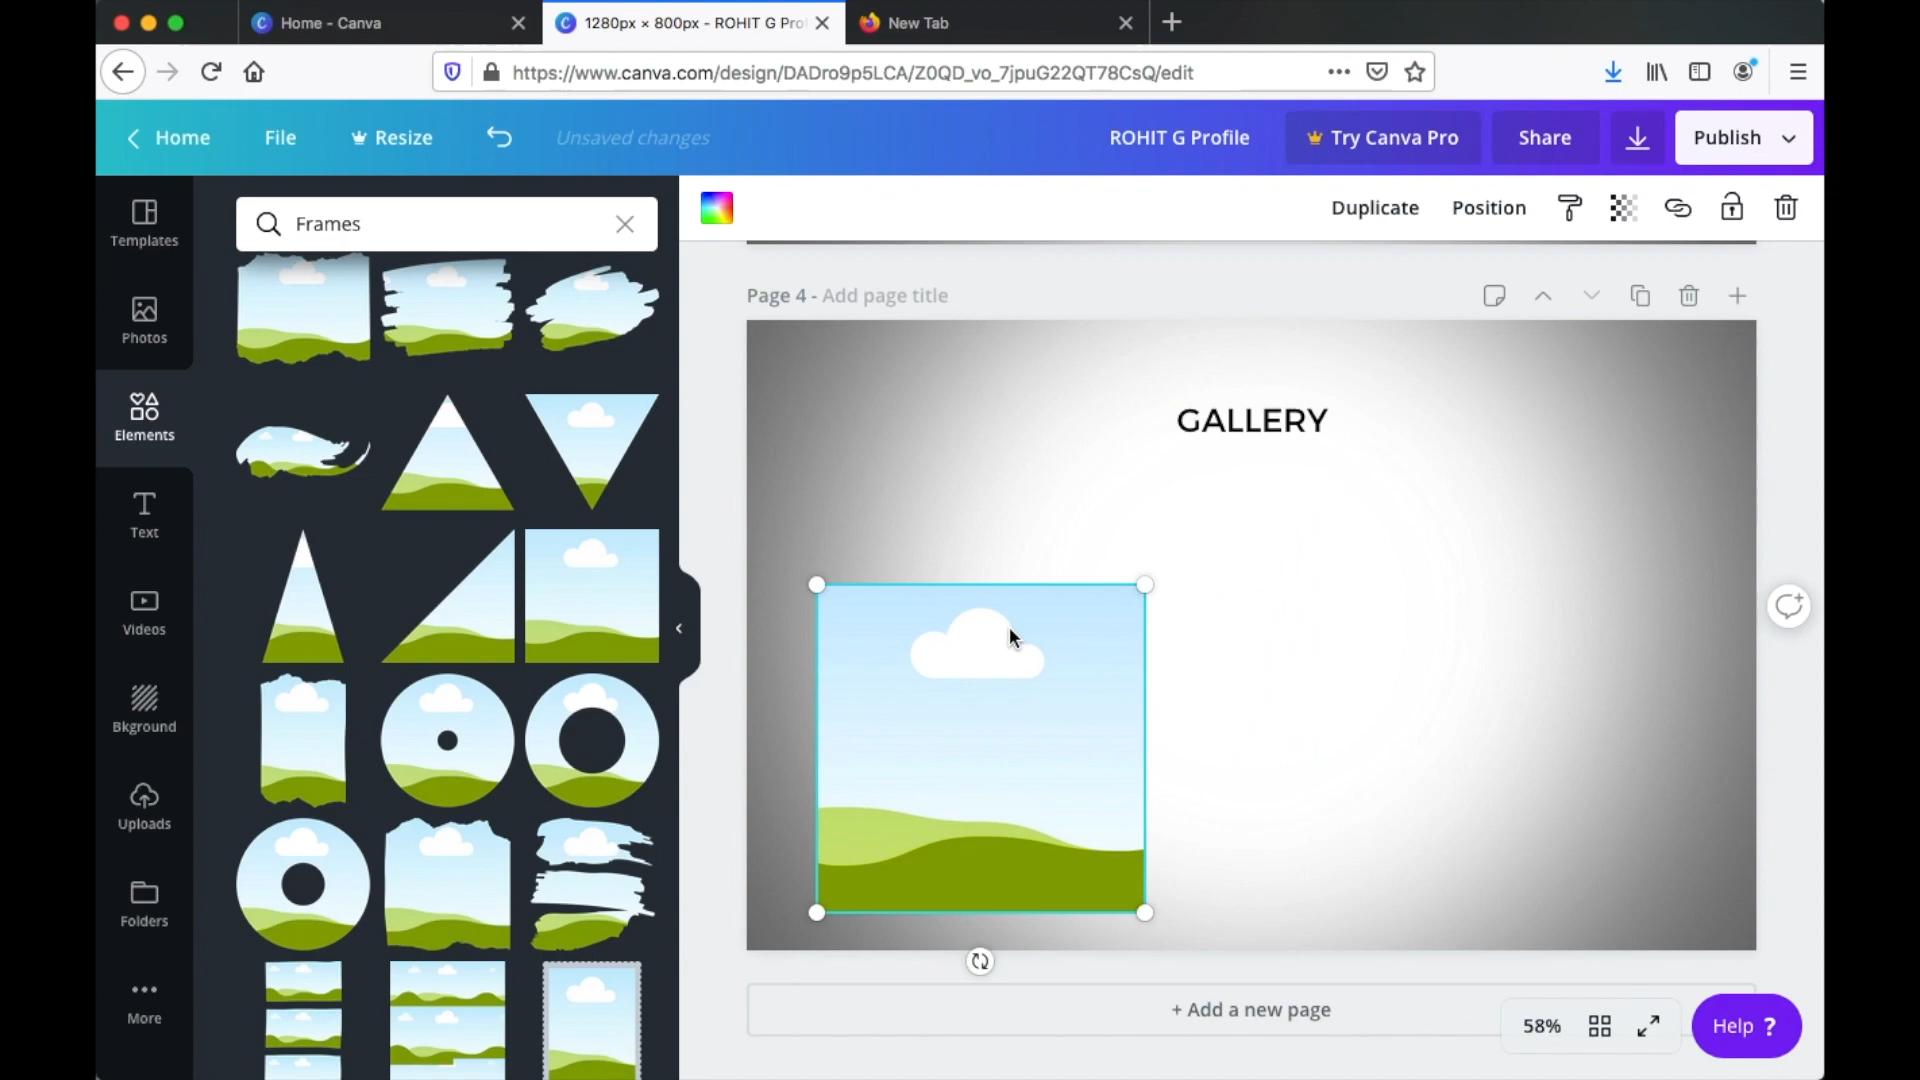 Home - Canva
1280px × 800px - ROHIT G Pro
New Tab
https://www.canva.com/design/DADro9p5LCA/Z0QD_vo_7jpuG22QT78CsQ/edit
Home
File
Resize
Unsaved changes
ROHIT G Profile
Try Canva Pro
Share
Publish
Templates
Photos
Elements
Text
Videos
Bkground
Uploads
Folders
More
Frames
Duplicate
Position
Page 4 - Add page title
GALLERY
+ Add a new page
58%
Help ?